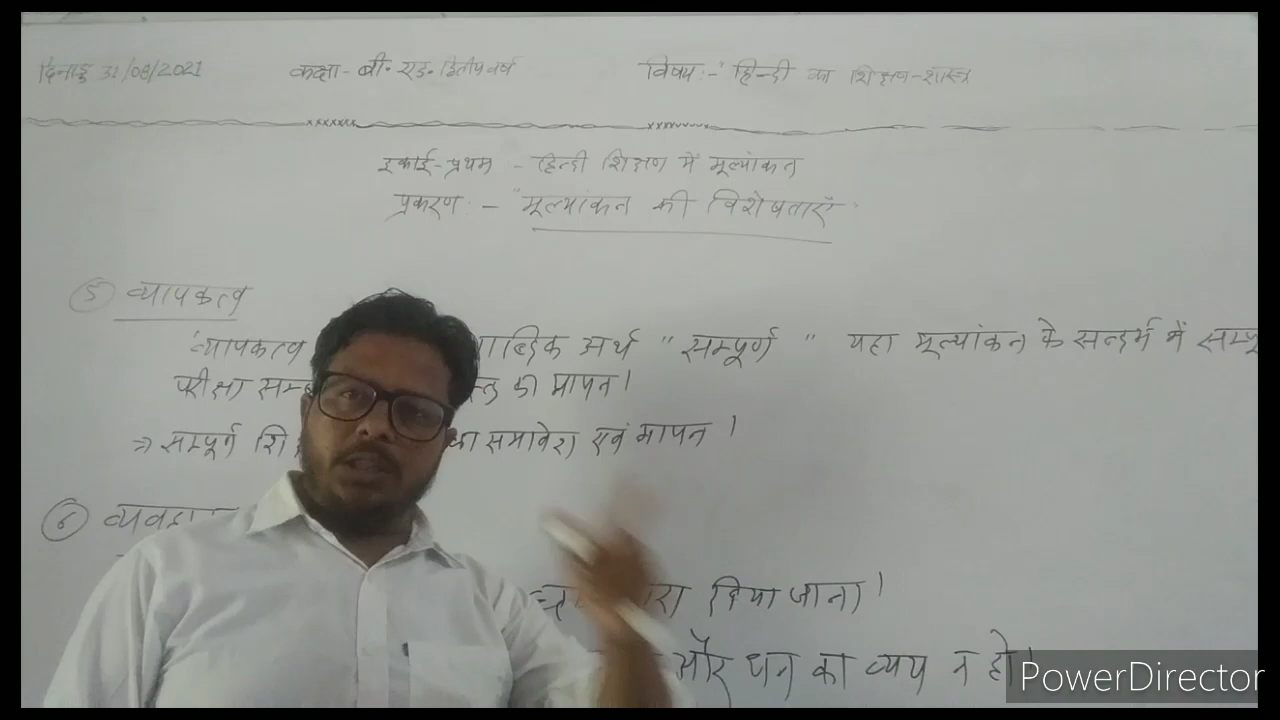 दिनाङ्क 31/08/2021 कक्षा - बी. एड. द्वितीय वर्ष विषय :- "हिन्दी का शिक्षण-शास्त्र
इकाई-प्रथम - हिन्दी शिक्षण में मूल्यांकन
प्रकरण :- "मूल्यांकन की विशेषताएँ"
⑤ व्यापकत्व
'व्यापकत्व शाब्दिक अर्थ "सम्पूर्ण" यहा मूल्यांकन के सन्दर्भ में
परीक्षा की मापन।
⇒ सम्पूर्ण का समावेश एवं मापन।
⑥
दिया जाना।
और धन का व्यय न हो।
PowerDirector